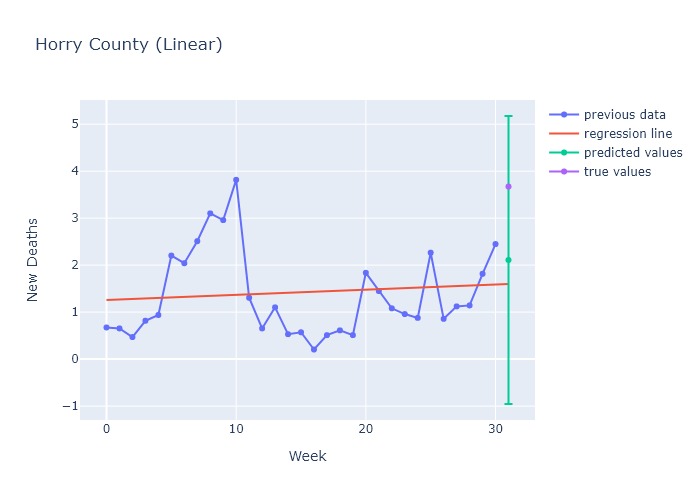 Horry County (Linear)
previous data
regression line
predicted values
true values
New Deaths
5
4
3
2
1
0
−1
0
10
20
30
Week